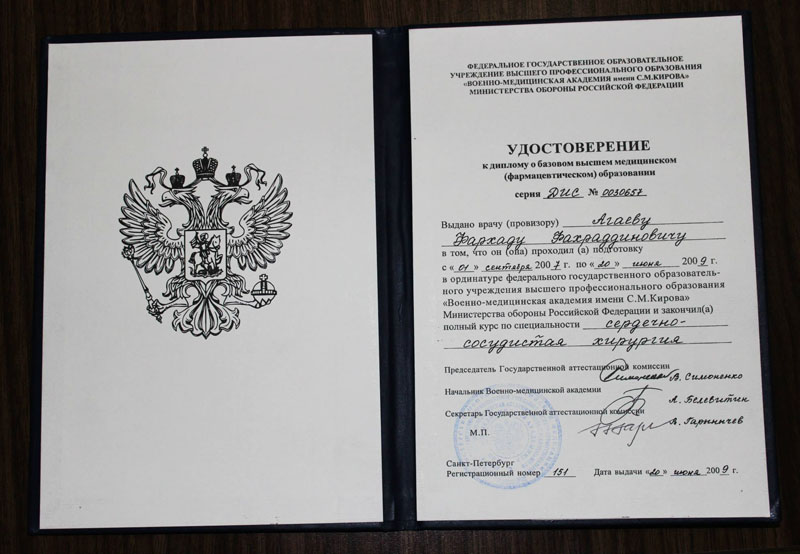 ФЕДЕРАЛЬНОЕ ГОСУДАРСТВЕННОЕ ОБРАЗОВАТЕЛЬНОЕ
УЧРЕЖДЕНИЕ ВЫСШЕГО ПРОФЕССИОНАЛЬНОГО ОБРАЗОВАНИЯ
«ВОЕННО-МЕДИЦИНСКАЯ АКАДЕМИЯ имени С.М.КИРОВА»
МИНИСТЕРСТВА ОБОРОНЫ РОССИЙСКОЙ ФЕДЕРАЦИИ
УДОСТОВЕРЕНИЕ
к диплому о базовом высшем медицинском
(фармацевтическом) образовании
серия ДИС № 0030657
Выдано врачу (провизору) Агаеву
Фархаду Фахраддиновичу
в том, что он (она) проходил (а) подготовку
с «01» сентября 2007 г. по «20» июня 2009 г.
в ординатуре федерального государственного образователь-
ного учреждения высшего профессионального образования
«Военно-медицинская академия имени С.М.Кирова»
Министерства обороны Российской Федерации и закончил(а)
полный курс по специальности сердечно-
сосудистая хирургия
Председатель Государственной аттестационной комиссии
В. Симоненко
Начальник Военно-медицинской академии
А. Белевитин
Секретарь Государственной аттестационной комиссии
М.П.
Санкт-Петербург
Регистрационный номер 151 Дата выдачи «20» июня 2009 г.